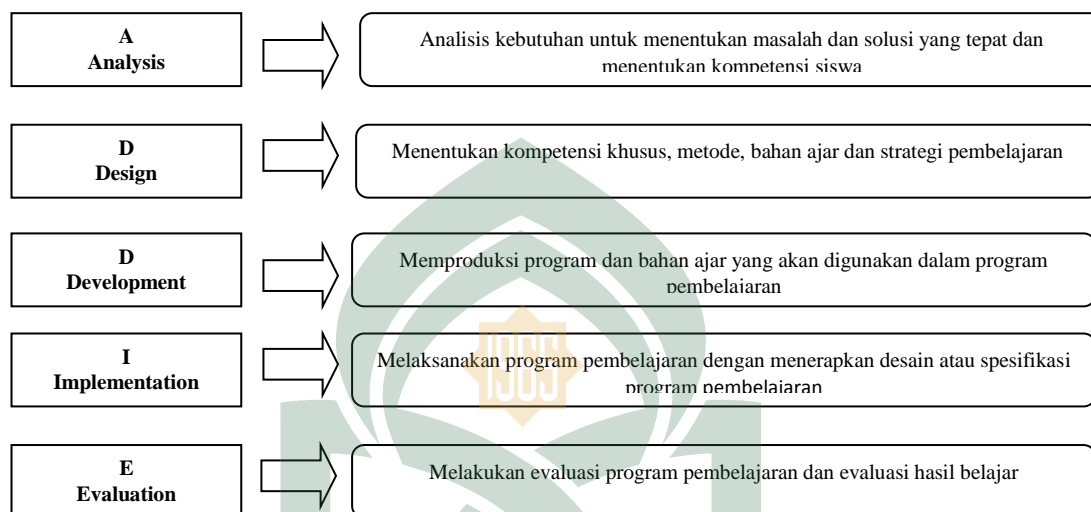 A
Analysis
Analisis kebutuhan untuk menentukan masalah dan solusi yang tepat dan
menentukan kompetensi siswa
D
Design
Menentukan kompetensi khusus, metode, bahan ajar dan strategi pembelajaran
D
Development
Memproduksi program dan bahan ajar yang akan digunakan dalam program
pembelajaran
I
Implementation
Melaksanakan program pembelajaran dengan menerapkan desain atau spesifikasi
program pembelajaran
E
Evaluation
Melakukan evaluasi program pembelajaran dan evaluasi hasil belajar